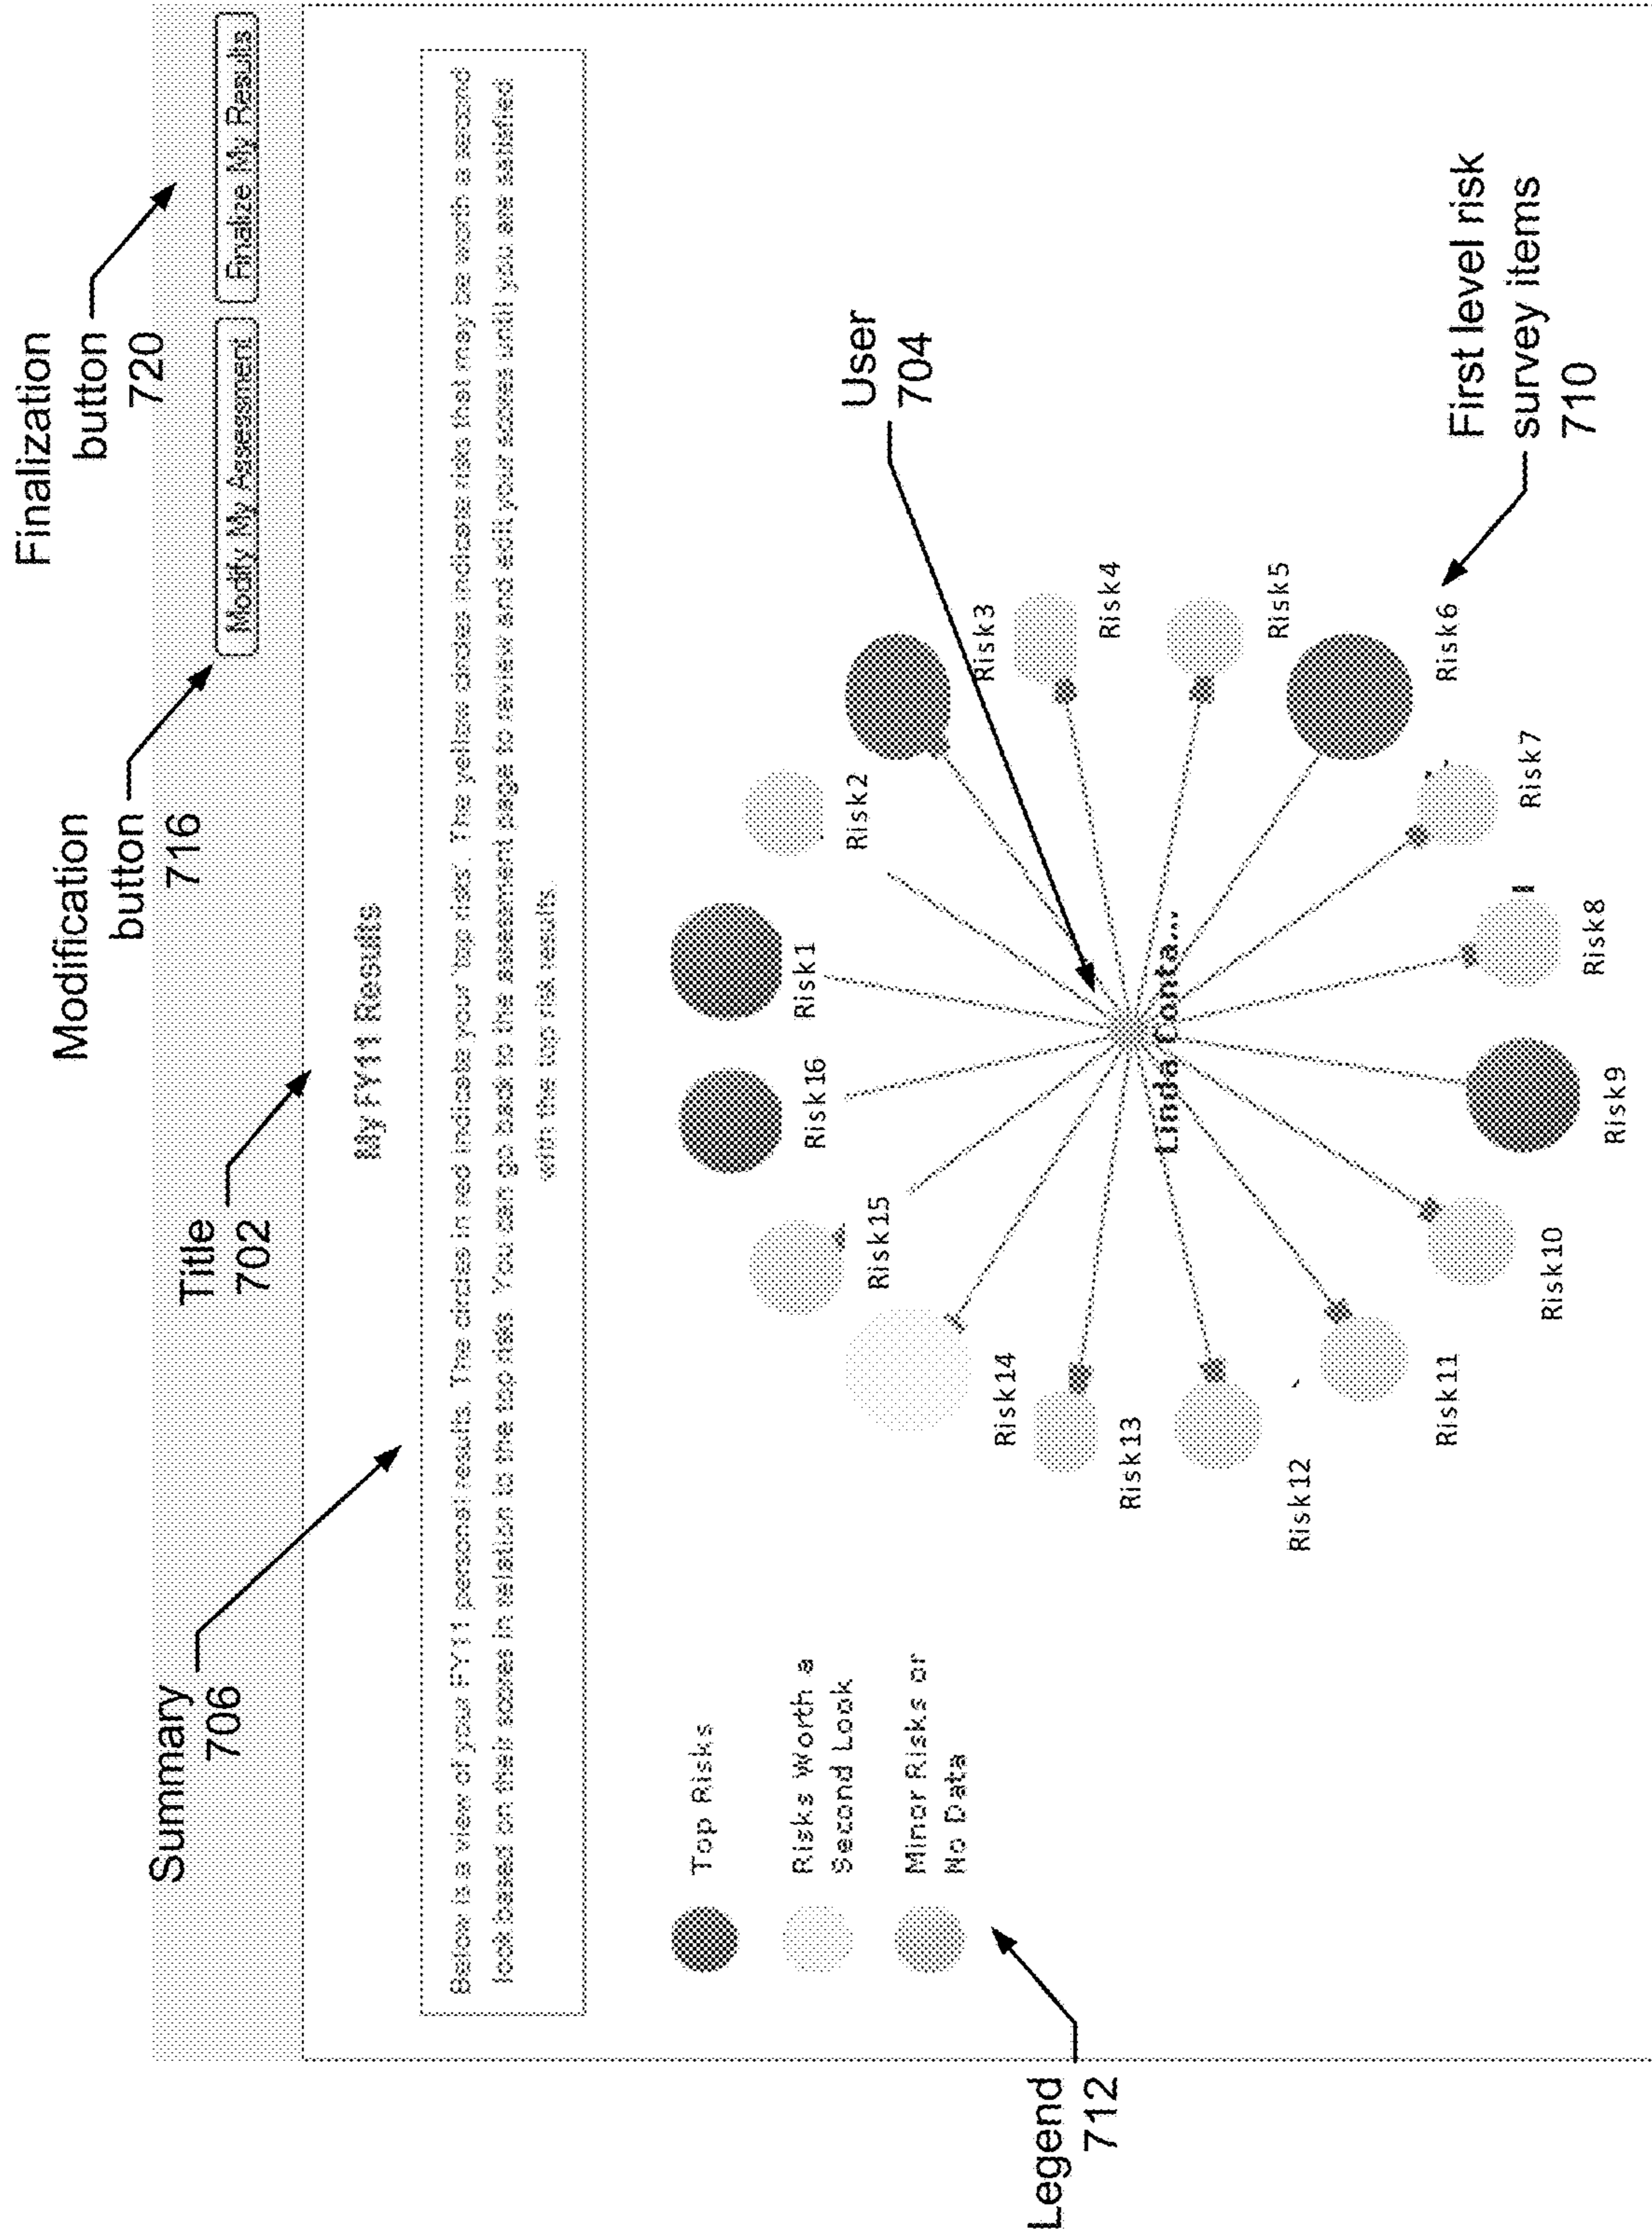 Finalization
button
720
Modification
button
716
Title
702
Summary
706
Modify My Assessment
Finalize My Results
My FY11 Results
Below is a view of your FY11 personal results. The circles in red indicate your 'top risks'. The yellow circles indicate risks that may be worth a second
look based on their scores in relation to the top risks. You can go back to the assessment page to review and edit your scores until you are satisfied
with the top risk results.
Top Risks
Risks Worth a
Second Look
Minor Risks or
No Data
Legend
712
User
704
Linda Conta...
Risk1
Risk2
Risk3
Risk4
Risk5
Risk6
Risk7
Risk8
Risk9
Risk10
Risk11
Risk12
Risk13
Risk14
Risk15
Risk16
First level risk
survey items
710